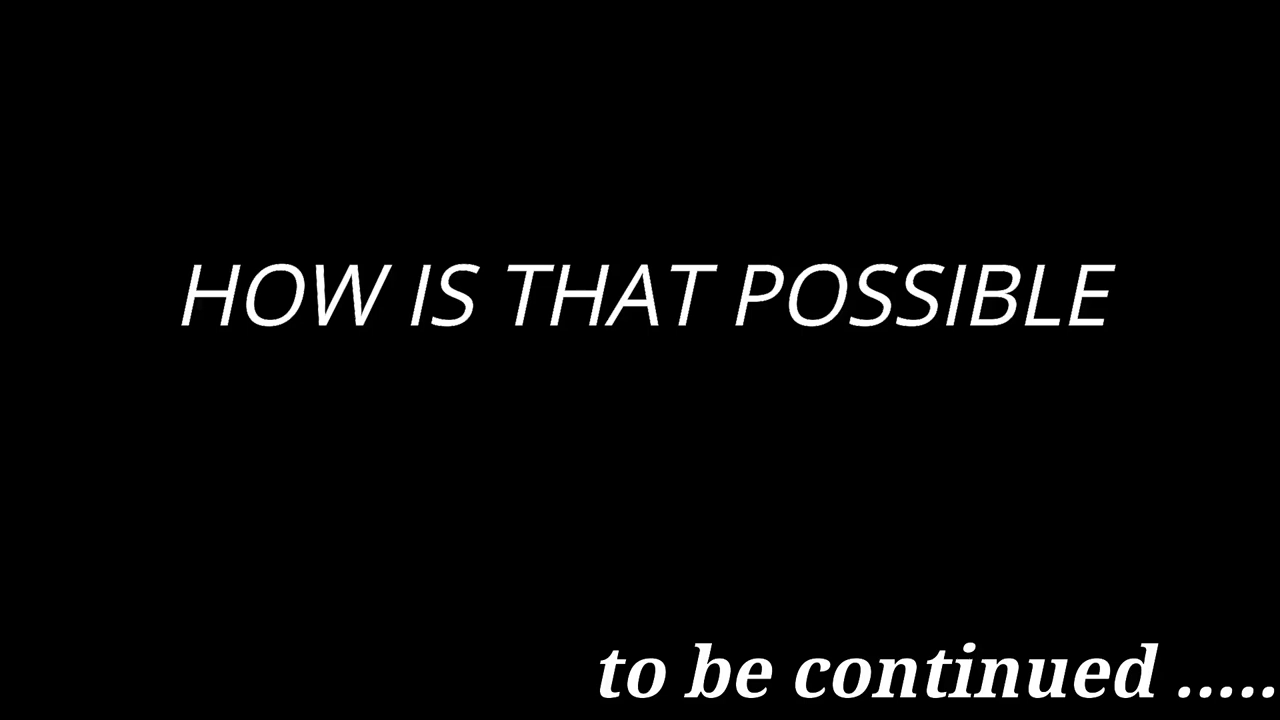 HOW IS THAT POSSIBLE
to be continued .....